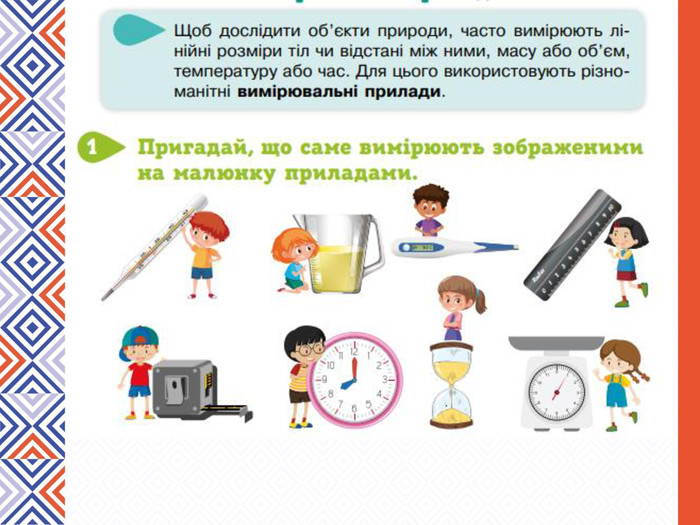 Щоб дослідити об’єкти природи, часто вимірюють лі-
нійні розміри тіл чи відстані між ними, масу або об’єм,
температуру або час. Для цього використовують різно-
манітні вимірювальні прилади.
1 Пригадай, що саме вимірюють зображеними
на малюнку приладами.